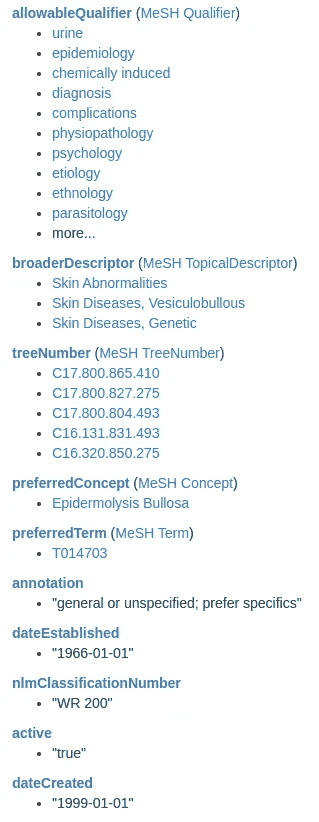 allowableQualifier (MeSH Qualifier)
urine
epidemiology
chemically induced
diagnosis
complications
physiopathology
psychology
etiology
ethnology
parasitology
more...
broaderDescriptor (MeSH TopicalDescriptor)
Skin Abnormalities
Skin Diseases, Vesiculobullous
Skin Diseases, Genetic
treeNumber (MeSH TreeNumber)
C17.800.865.410
C17.800.827.275
C17.800.804.493
C16.131.831.493
C16.320.850.275
preferredConcept (MeSH Concept)
Epidermolysis Bullosa
preferredTerm (MeSH Term)
T014703
annotation
"general or unspecified; prefer specifics"
dateEstablished
"1966-01-01"
nlmClassificationNumber
"WR 200"
active
"true"
dateCreated
"1999-01-01"